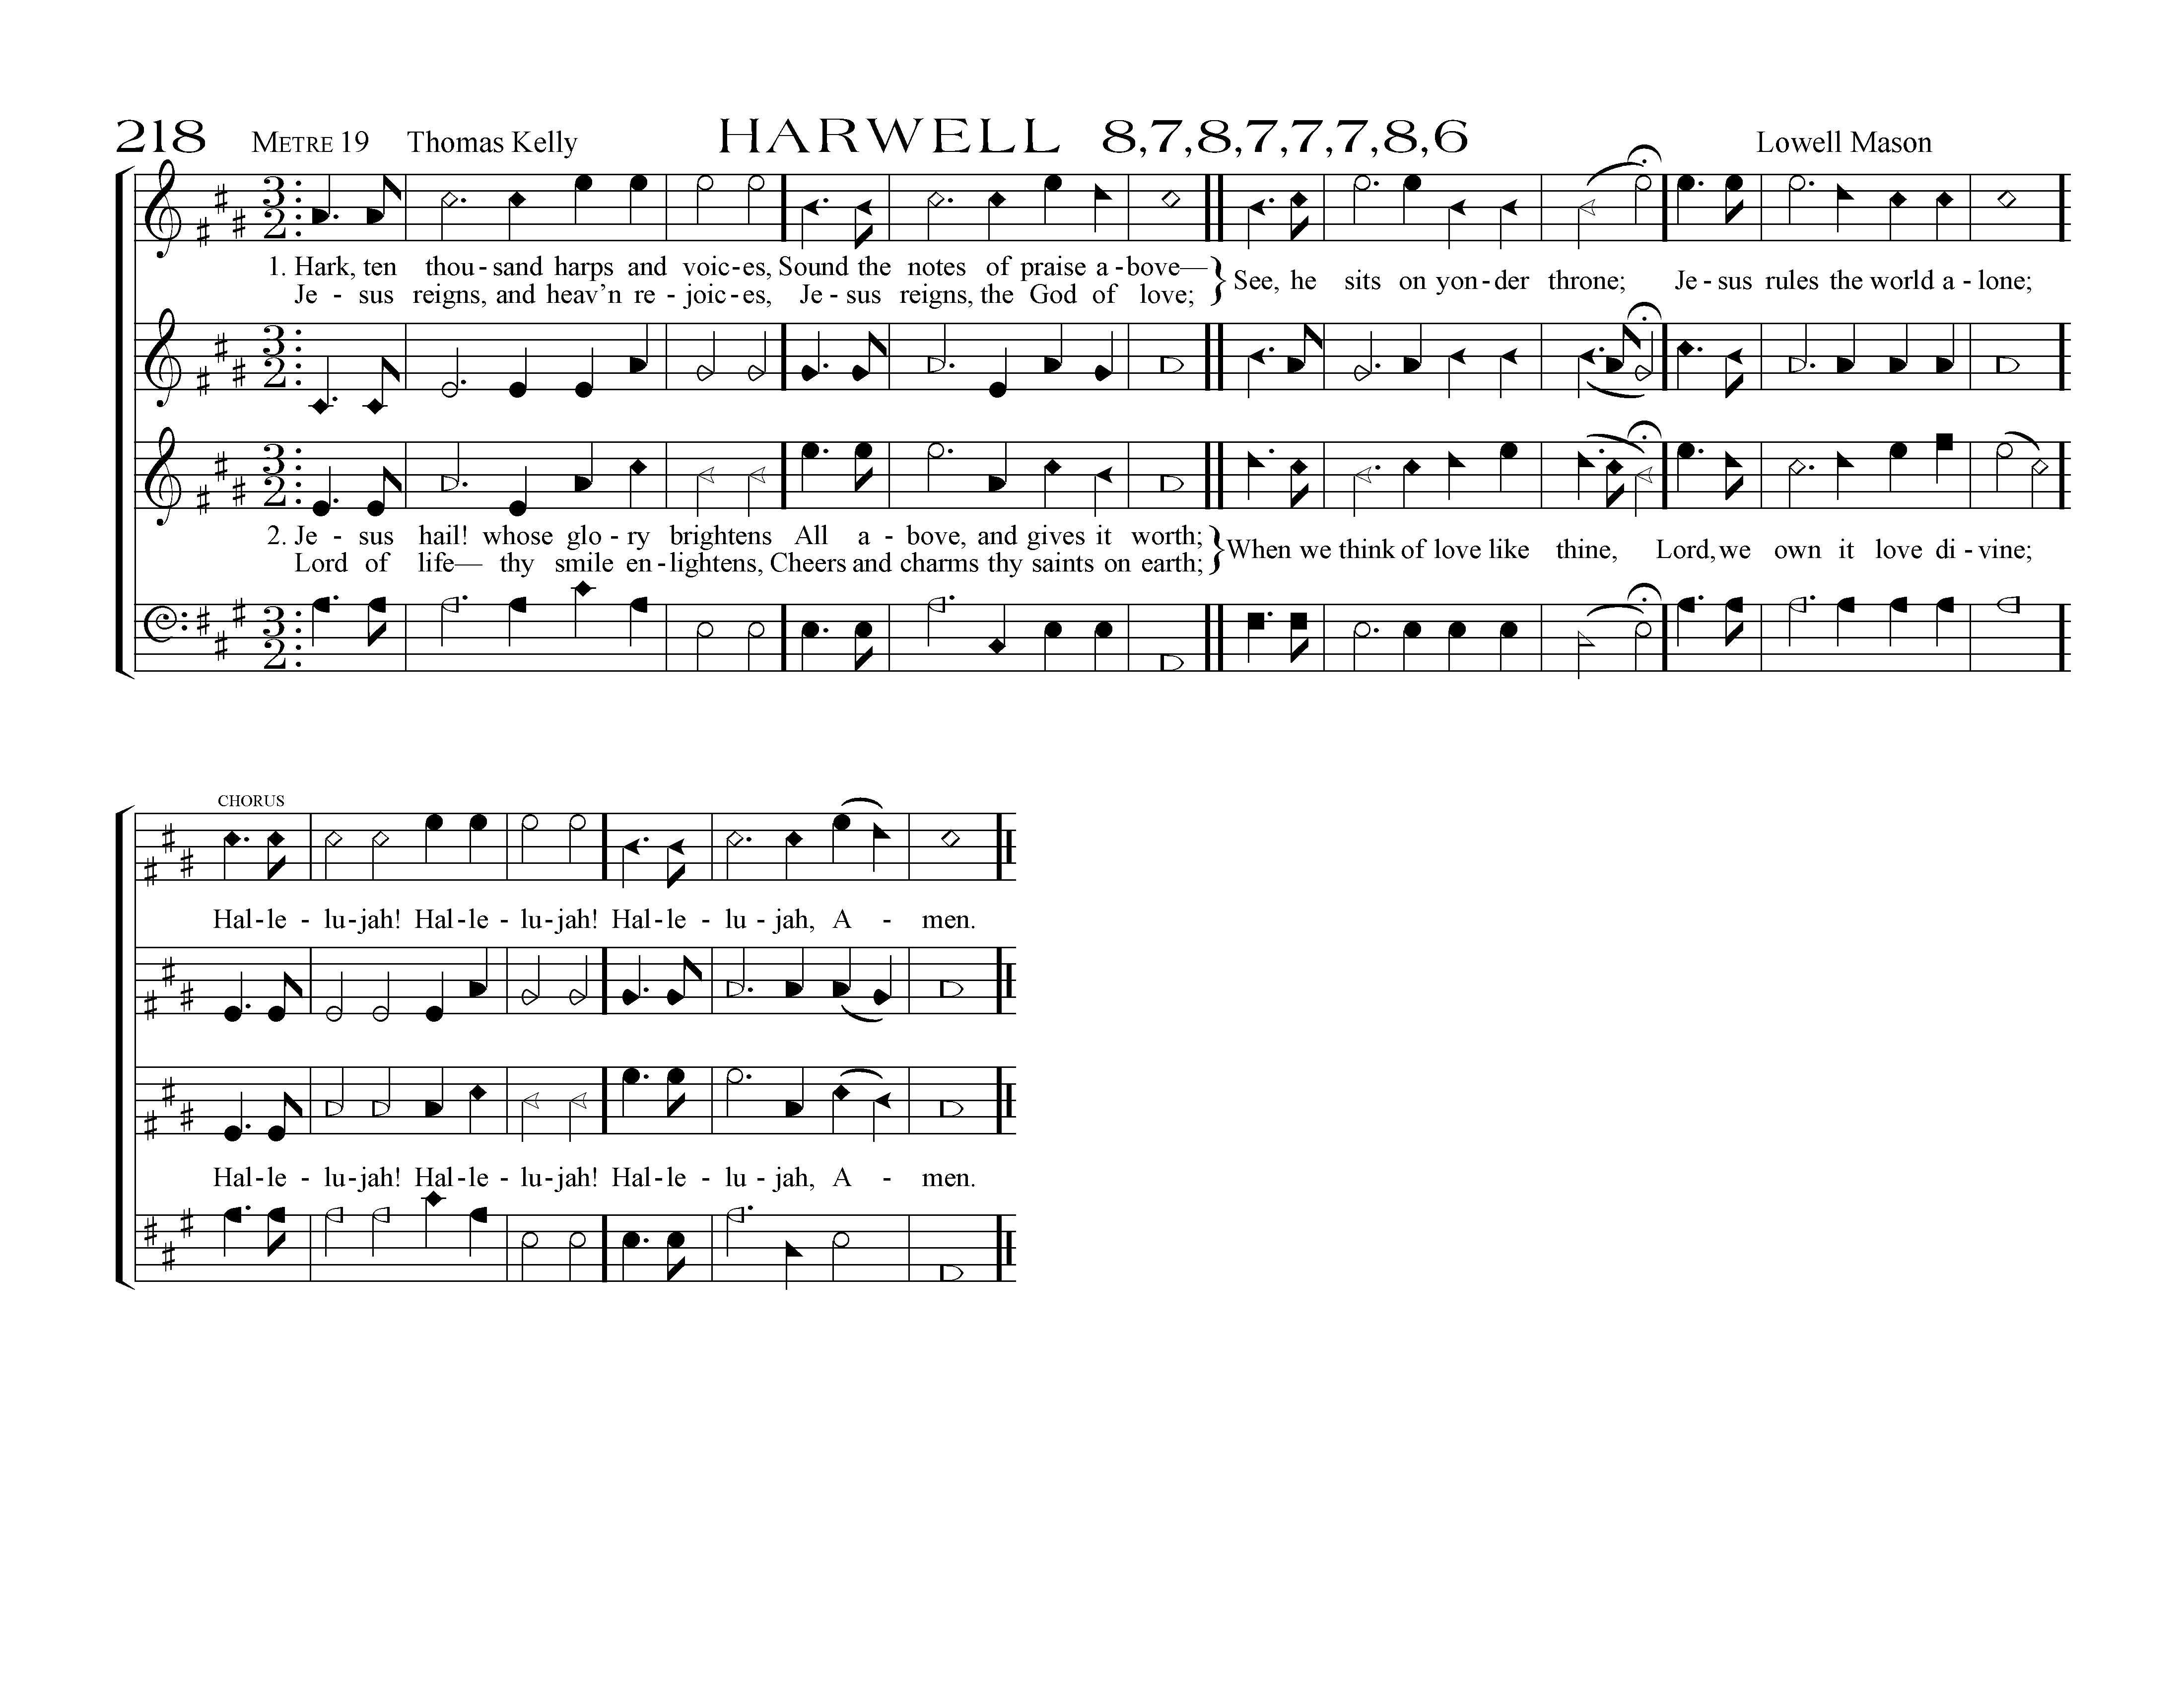 218 METRE 19 Thomas Kelly HARWELL 8,7,8,7,7,7,8,6 Lowell Mason
3 2
1. Hark, ten thou-sand harps and voic-es, Sound the notes of praise a-bove—} See, he sits on yon-der throne; Je-sus rules the world a-lone;
Je-sus reigns, and heav’n re-joic-es, Je-sus reigns, the God of love;
3 2
3 2
2. Je-sus hail! whose glo-ry brightens All a-bove, and gives it worth;} When we think of love like thine, Lord, we own it love di-vine;
Lord of life— thy smile en-lightens, Cheers and charms thy saints on earth;
3 2
CHORUS
Hal-le-lu-jah! Hal-le-lu-jah! Hal-le-lu-jah, A-men.
Hal-le-lu-jah! Hal-le-lu-jah! Hal-le-lu-jah, A-men.